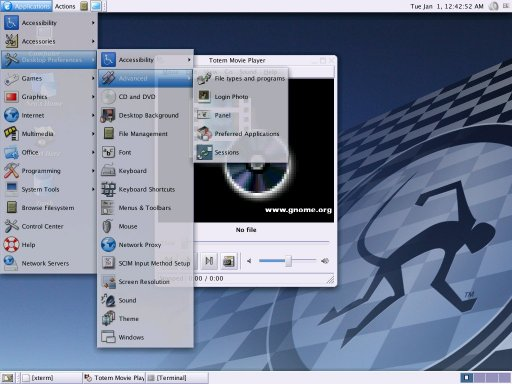 Applications Actions
Tue Jan 1, 12:42:52 AM
Accessibility
Accessories
Desktop Preferences
Games
Graphics
Internet
Multimedia
Office
Programming
System Tools
Browse Filesystem
Control Center
Help
Network Servers
Accessibility
Advanced
CD and DVD
Desktop Background
File Management
Font
Keyboard
Keyboard Shortcuts
Menus & Toolbars
Mouse
Network Proxy
SCIM Input Method Setup
Screen Resolution
Sound
Theme
Windows
File types and programs
Login Photo
Panel
Preferred Applications
Sessions
Totem Movie Player
www.gnome.org
No file
0:00 / 0:00
TM
[xterm]
Totem Movie Play
[Terminal]